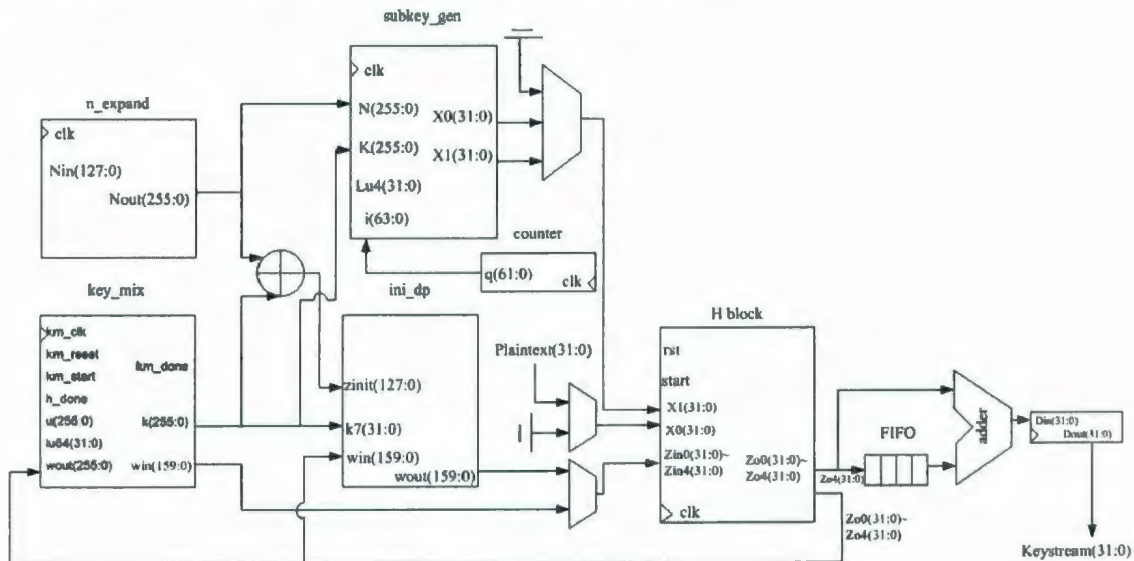 subkey_gen
clk
N(255:0)
X0(31:0)
K(255:0)
X1(31:0)
Lu4(31:0)
i(63:0)
n_expand
clk
Nin(127:0)
Nout(255:0)
counter
q(61:0)
clk
key_mix
km_clk
km_reset
km_start
km_done
h_done
u(255:0)
k(255:0)
lu64(31:0)
wout(255:0)
win(159:0)
ini_dp
zinit(127:0)
k7(31:0)
win(159:0)
wout(159:0)
Plaintext(31:0)
H block
rst
start
X1(31:0)
X0(31:0)
Zin0(31:0)~
Zin4(31:0)
Zo0(31:0)~
Zo4(31:0)
clk
Zo4(31:0)
FIFO
Zo0(31:0)~
Zo4(31:0)
adder
Din(31:0)
Dout(31:0)
Keystream(31:0)